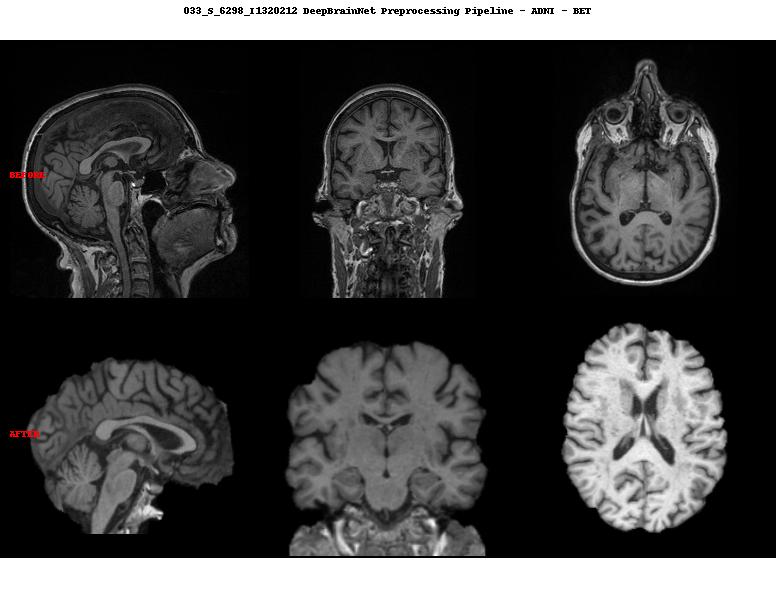 033_S_6298_I1320212 DeepBrainNet Preprocessing Pipeline - ADNI - BET
BEFORE
AFTER